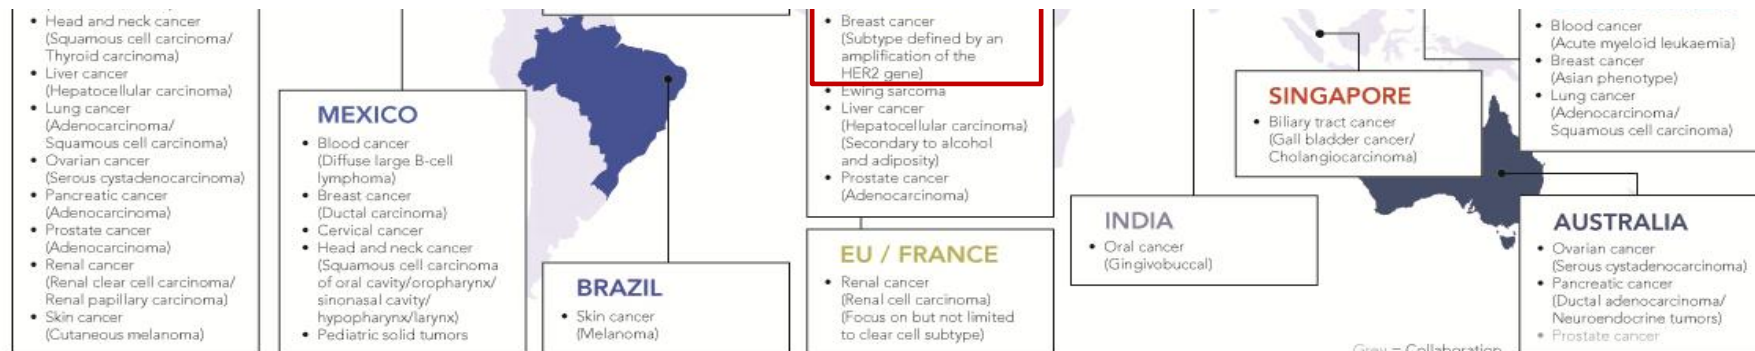 • Head and neck cancer
(Squamous cell carcinoma/
Thyroid carcinoma)
• Liver cancer
(Hepatocellular carcinoma)
• Lung cancer
(Adenocarcinoma/
Squamous cell carcinoma)
• Ovarian cancer
(Serous cystadenocarcinoma)
• Pancreatic cancer
(Adenocarcinoma)
• Prostate cancer
(Adenocarcinoma)
• Renal cancer
(Renal clear cell carcinoma/
Renal papillary carcinoma)
• Skin cancer
(Cutaneous melanoma)
MEXICO
• Blood cancer
(Diffuse large B-cell
lymphoma)
• Breast cancer
(Ductal carcinoma)
• Cervical cancer
• Head and neck cancer
(Squamous cell carcinoma
of oral cavity/oropharynx/
sinonasal cavity/
hypopharynx/larynx)
• Pediatric solid tumors
BRAZIL
• Skin cancer
(Melanoma)
• Breast cancer
(Subtype defined by an
amplification of the
HER2 gene)
• Ewing sarcoma
• Liver cancer
(Hepatocellular carcinoma)
(Secondary to alcohol
and adiposity)
• Prostate cancer
(Adenocarcinoma)
EU / FRANCE
• Renal cancer
(Renal cell carcinoma)
(Focus on but not limited
to clear cell subtype)
INDIA
• Oral cancer
(Gingivobuccal)
SINGAPORE
• Biliary tract cancer
(Gall bladder cancer/
Cholangiocarcinoma)
• Blood cancer
(Acute myeloid leukaemia)
• Breast cancer
(Asian phenotype)
• Lung cancer
(Adenocarcinoma/
Squamous cell carcinoma)
AUSTRALIA
• Ovarian cancer
(Serous cystadenocarcinoma)
• Pancreatic cancer
(Ductal adenocarcinoma/
Neuroendocrine tumors)
• Prostate cancer
Grey = Collaboration